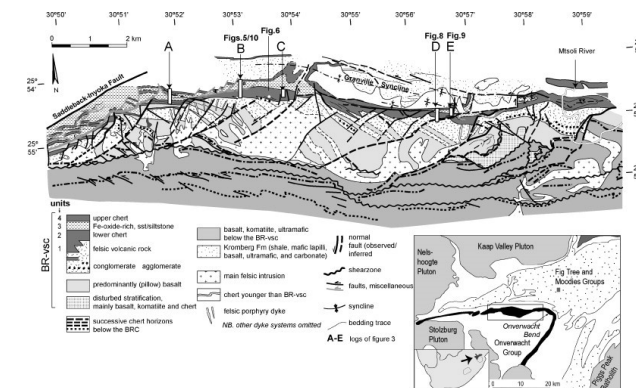 30°50' 30°51' 30°52' 30°53' 30°54' 30°55' 30°56' 30°57' 30°58' 30°59'
0 1 2 km
A
Figs.5/10
B
Fig.6
C
Fig.8 Fig.9
D E
Mtsoli River
Granville Syncline
Saddleback-Inyoka Fault
N
25°
54'
25°
55'
units
BR-vsc
4
3
2
1
upper chert
Fe-oxide-rich, sst/siltstone
lower chert
felsic volcanic rock
conglomerate agglomerate
predominantly (pillow) basalt
disturbed stratification,
mainly basalt, komatiite and chert
successive chert horizons
below the BRC
basalt, komatiite, ultramafic
below the BR-vsc
Kromberg Fm (shale, mafic lapilli,
basalt, ultramafic, and carbonate)
main felsic intrusion
chert younger than BR-vsc
felsic porphyry dyke
NB. other dyke systems omitted
normal
fault (observed/
inferred
shearzone
faults, miscellaneous
syncline
bedding trace
A-E logs of figure 3
Nels-
hoogte
Pluton
Kaap Valley Pluton
Fig Tree and
Moodies Groups
Stolzburg
Pluton
Onverwacht
Bend
Onverwacht
Group
0 10 20 km